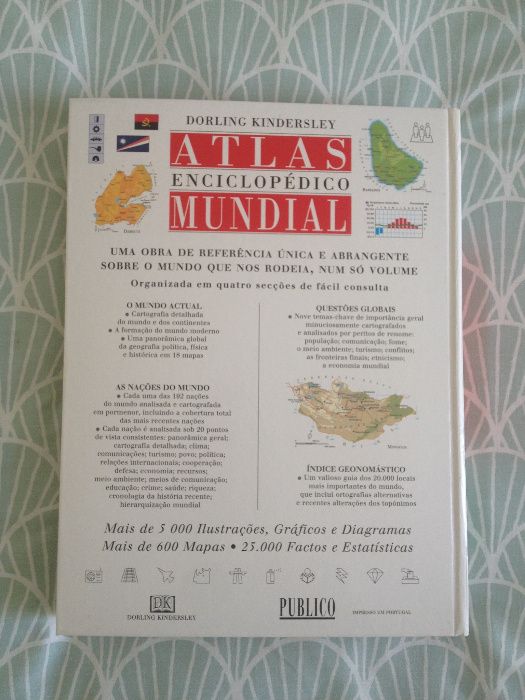 DORLING KINDERSLEY
ATLAS
ENCICLOPÉDICO
MUNDIAL
BARBADOS
DJIBOUTI
UMA OBRA DE REFERÊNCIA ÚNICA E ABRANGENTE
SOBRE O MUNDO QUE NOS RODEIA, NUM SÓ VOLUME
Organizada em quatro secções de fácil consulta
O MUNDO ACTUAL
• Cartografia detalhada
do mundo e dos continentes
• A formação do mundo moderno
• Uma panorâmica global
da geografia política, física
e histórica em 18 mapas
AS NAÇÕES DO MUNDO
• Cada uma das 192 nações
do mundo analisada e cartografada
em pormenor, incluindo a cobertura total
das mais recentes nações
• Cada nação é analisada sob 20 pontos
de vista consistentes: panorâmica geral;
cartografia detalhada; clima;
comunicações; turismo; povo; política;
relações internacionais; cooperação;
defesa; economia; recursos;
meio ambiente; meios de comunicação;
educação; crime; saúde; riqueza;
cronologia da história recente;
hierarquização mundial
QUESTÕES GLOBAIS
• Nove temas-chave de importância geral
minuciosamente cartografados
e analisados por peritos de renome:
população; comunicação; fome;
o meio ambiente; turismo; conflitos;
as fronteiras finais; etnicismo;
a economia mundial
MONGOLIA
ÍNDICE GEONOMÁSTICO
• Um valioso guia dos 20.000 locais
mais importantes do mundo,
que inclui ortografias alternativas
e recentes alterações dos topónimos
Mais de 5 000 Ilustrações, Gráficos e Diagramas
Mais de 600 Mapas • 25.000 Factos e Estatísticas
DK
DORLING KINDERSLEY
PUBLICO
IMPRESSO EM PORTUGAL